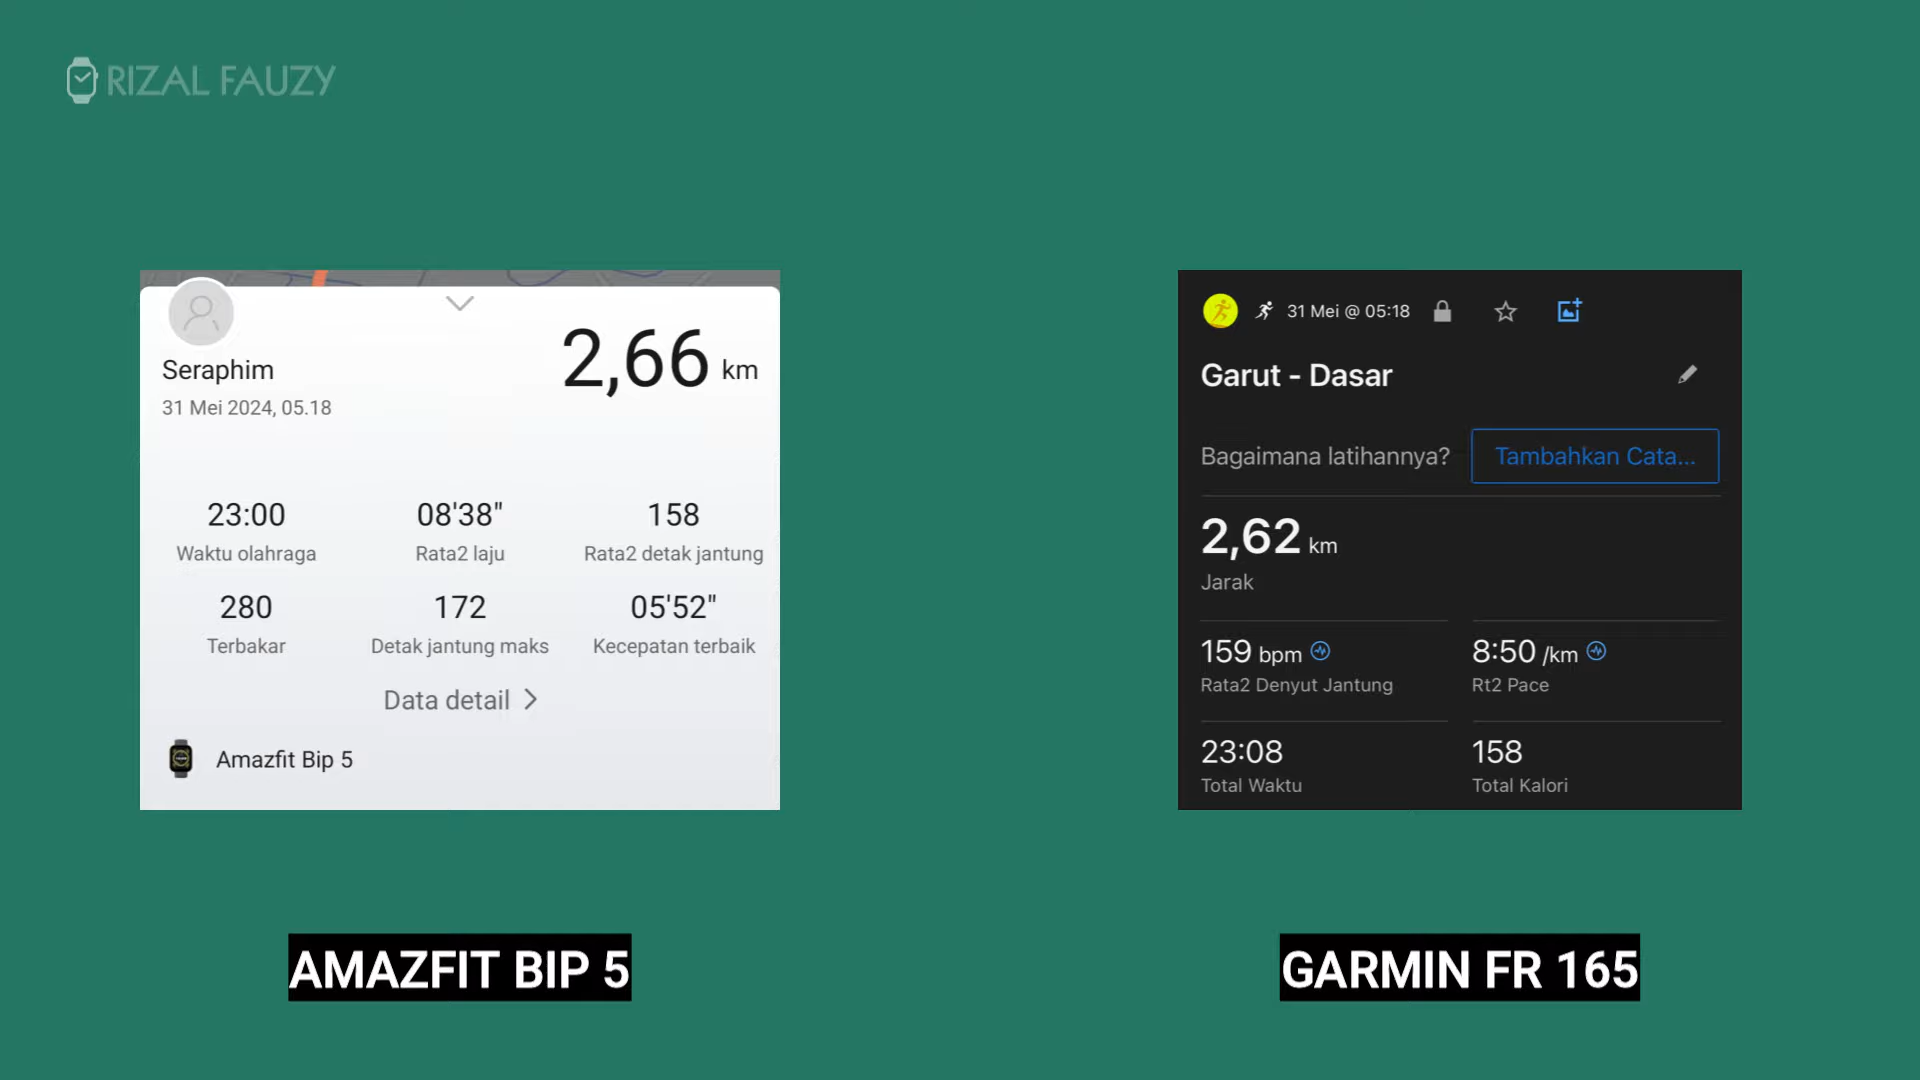 RIZAL FAUZY
Seraphim
31 Mei 2024, 05.18
2,66 km
23:00
Waktu olahraga
08'38"
Rata2 laju
158
Rata2 detak jantung
280
Terbakar
172
Detak jantung maks
05'52"
Kecepatan terbaik
Data detail
Amazfit Bip 5
AMAZFIT BIP 5
31 Mei @ 05:18
Garut - Dasar
Bagaimana latihannya?
Tambahkan Cata...
2,62 km
Jarak
159 bpm
Rata2 Denyut Jantung
8:50 /km
Rt2 Pace
23:08
Total Waktu
158
Total Kalori
GARMIN FR 165